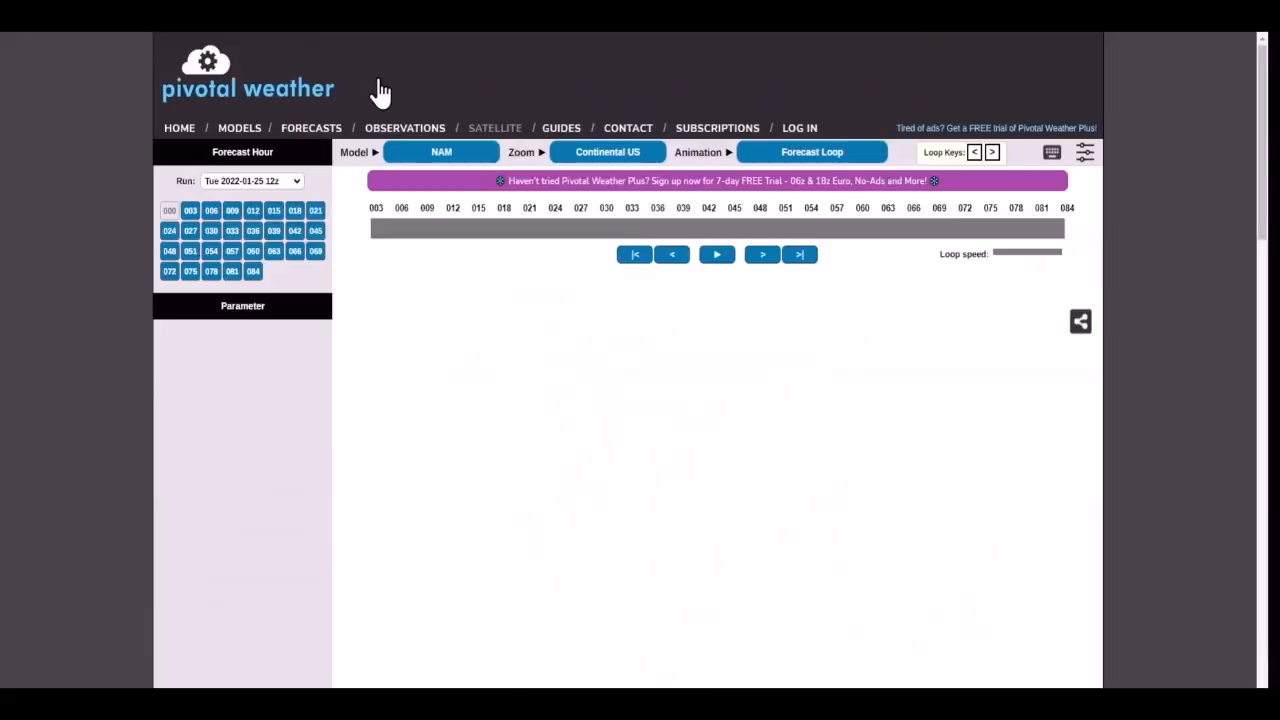 pivotal weather
HOME / MODELS / FORECASTS / OBSERVATIONS / SATELLITE / GUIDES / CONTACT / SUBSCRIPTIONS / LOG IN
Tired of ads? Get a FREE trial of Pivotal Weather Plus!
Forecast Hour
Model ▶ NAM Zoom ▶ Continental US Animation ▶ Forecast Loop Loop Keys: < >
Run: Tue 2022-01-25 12z
Haven't tried Pivotal Weather Plus? Sign up now for 7-day FREE Trial - 06z & 18z Euro, No-Ads and More!
000 003 006 009 012 015 018 021
024 027 030 033 036 039 042 045
048 051 054 057 060 063 066 069
072 075 078 081 084
003 006 009 012 015 018 021 024 027 030 033 036 039 042 045 048 051 054 057 060 063 066 069 072 075 078 081 084
|< < ▶ > >|
Loop speed:
Parameter